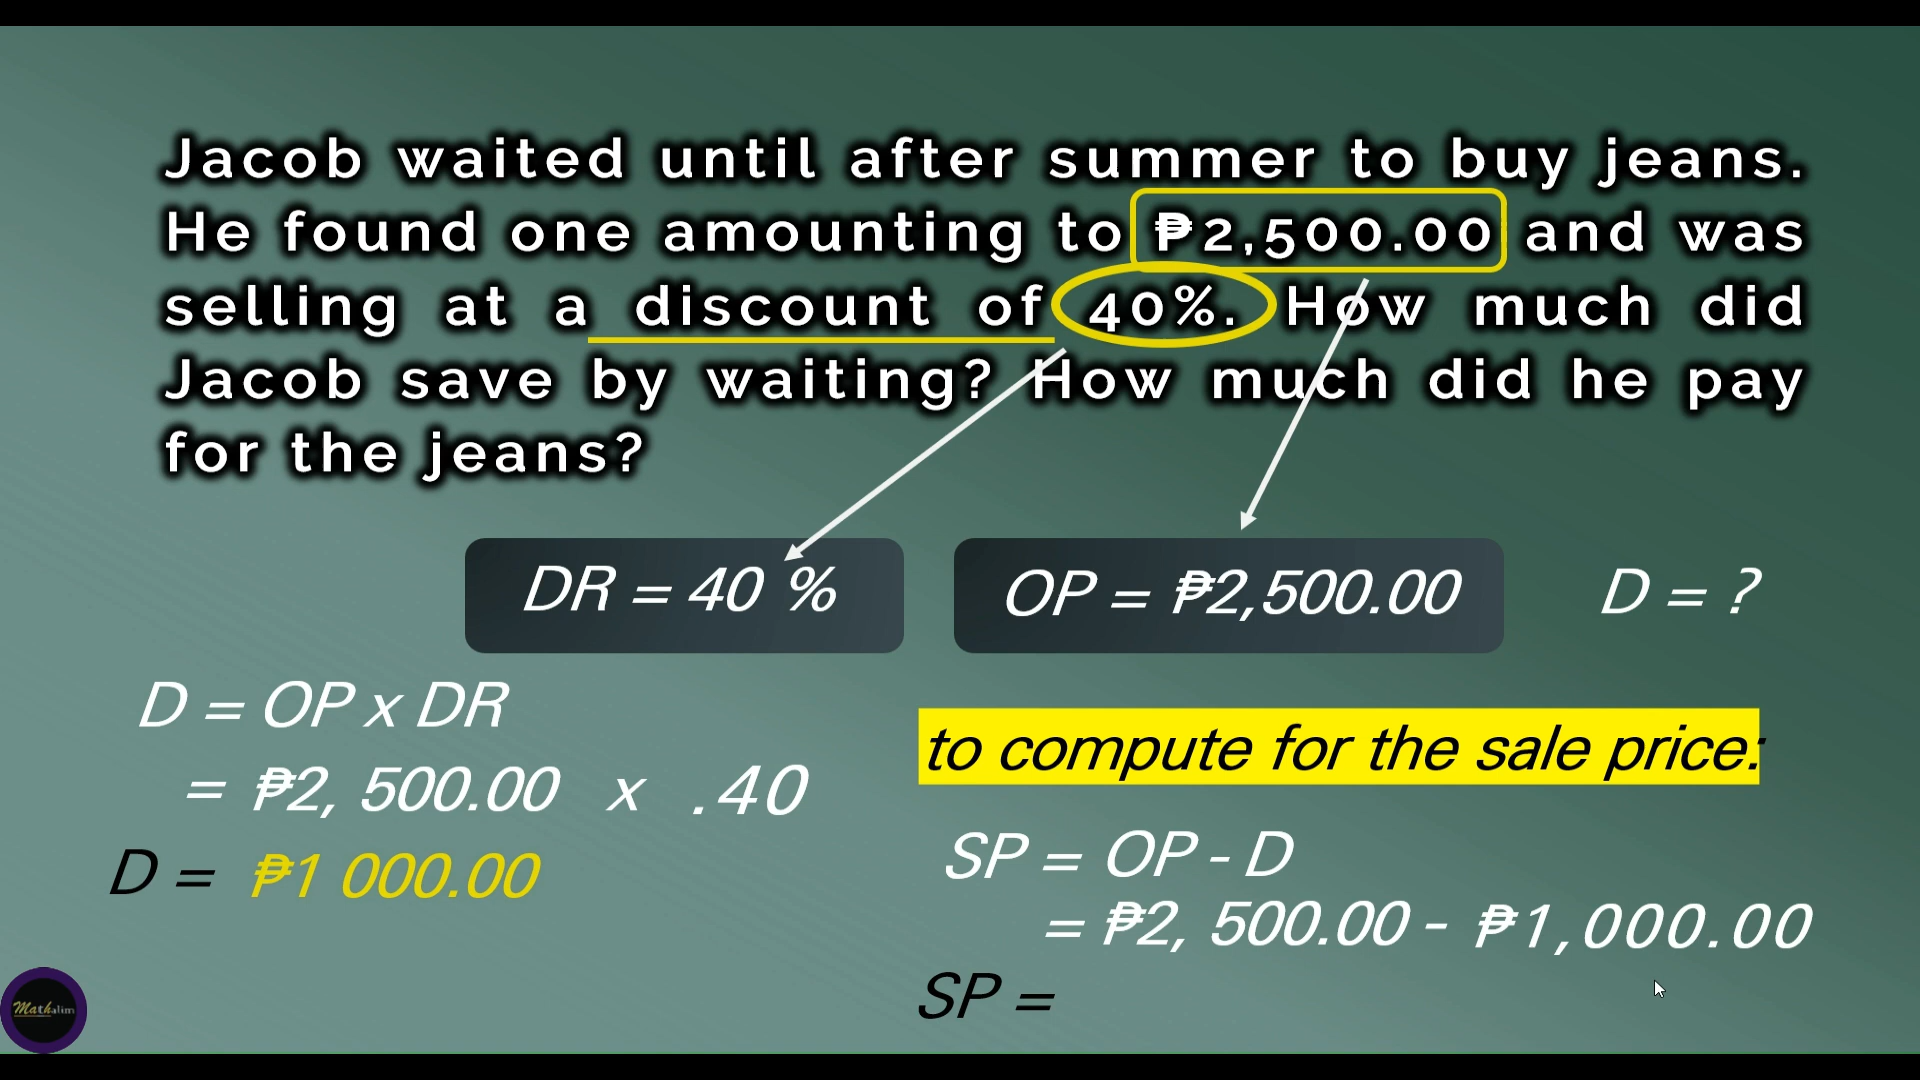 Jacob waited until after summer to buy jeans.
He found one amounting to ₱2,500.00 and was
selling at a discount of 40%. How much did
Jacob save by waiting? How much did he pay
for the jeans?
DR = 40 %
OP = ₱2,500.00
D = ?
D = OP x DR
= ₱2, 500.00 x .40
D = ₱1 000.00
to compute for the sale price:
SP = OP - D
= ₱2, 500.00 - ₱1,000.00
SP =
Mathalim